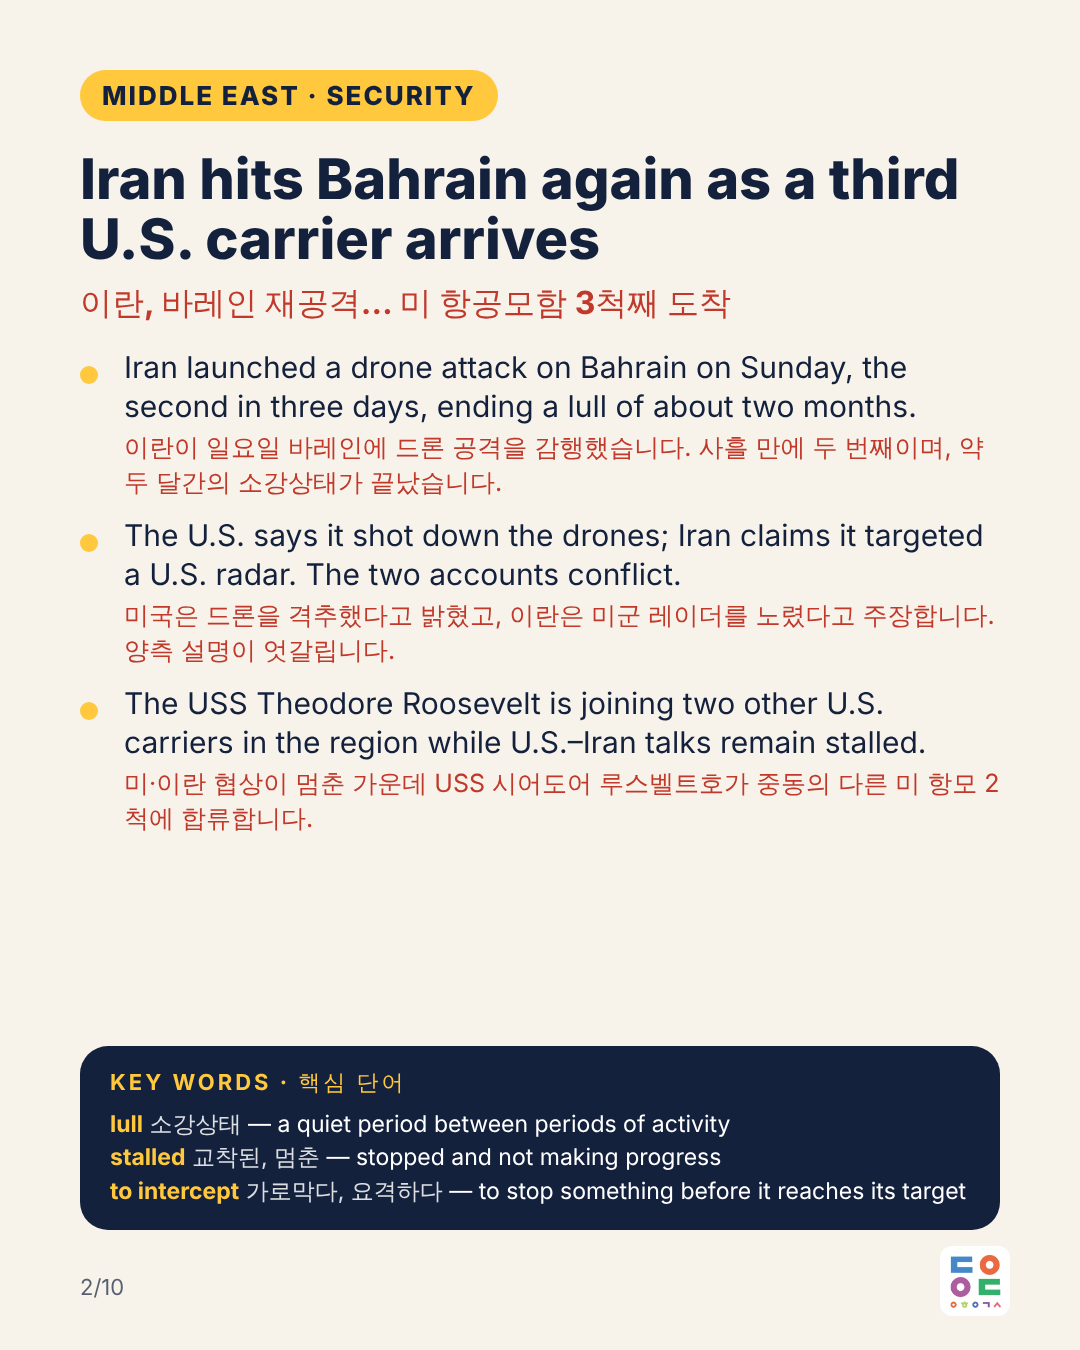 MIDDLE EAST · SECURITY
Iran hits Bahrain again as a third
U.S. carrier arrives
이란, 바레인 재공격... 미 항공모함 3척째 도착
Iran launched a drone attack on Bahrain on Sunday, the
second in three days, ending a lull of about two months.
이란이 일요일 바레인에 드론 공격을 감행했습니다. 사흘 만에 두 번째이며, 약
두 달간의 소강상태가 끝났습니다.
The U.S. says it shot down the drones; Iran claims it targeted
a U.S. radar. The two accounts conflict.
미국은 드론을 격추했다고 밝혔고, 이란은 미군 레이더를 노렸다고 주장합니다.
양측 설명이 엇갈립니다.
The USS Theodore Roosevelt is joining two other U.S.
carriers in the region while U.S.–Iran talks remain stalled.
미·이란 협상이 멈춘 가운데 USS 시어도어 루스벨트호가 중동의 다른 미 항모 2
척에 합류합니다.
KEY WORDS · 핵심 단어
lull 소강상태 — a quiet period between periods of activity
stalled 교착된, 멈춘 — stopped and not making progress
to intercept 가로막다, 요격하다 — to stop something before it reaches its target
2/10